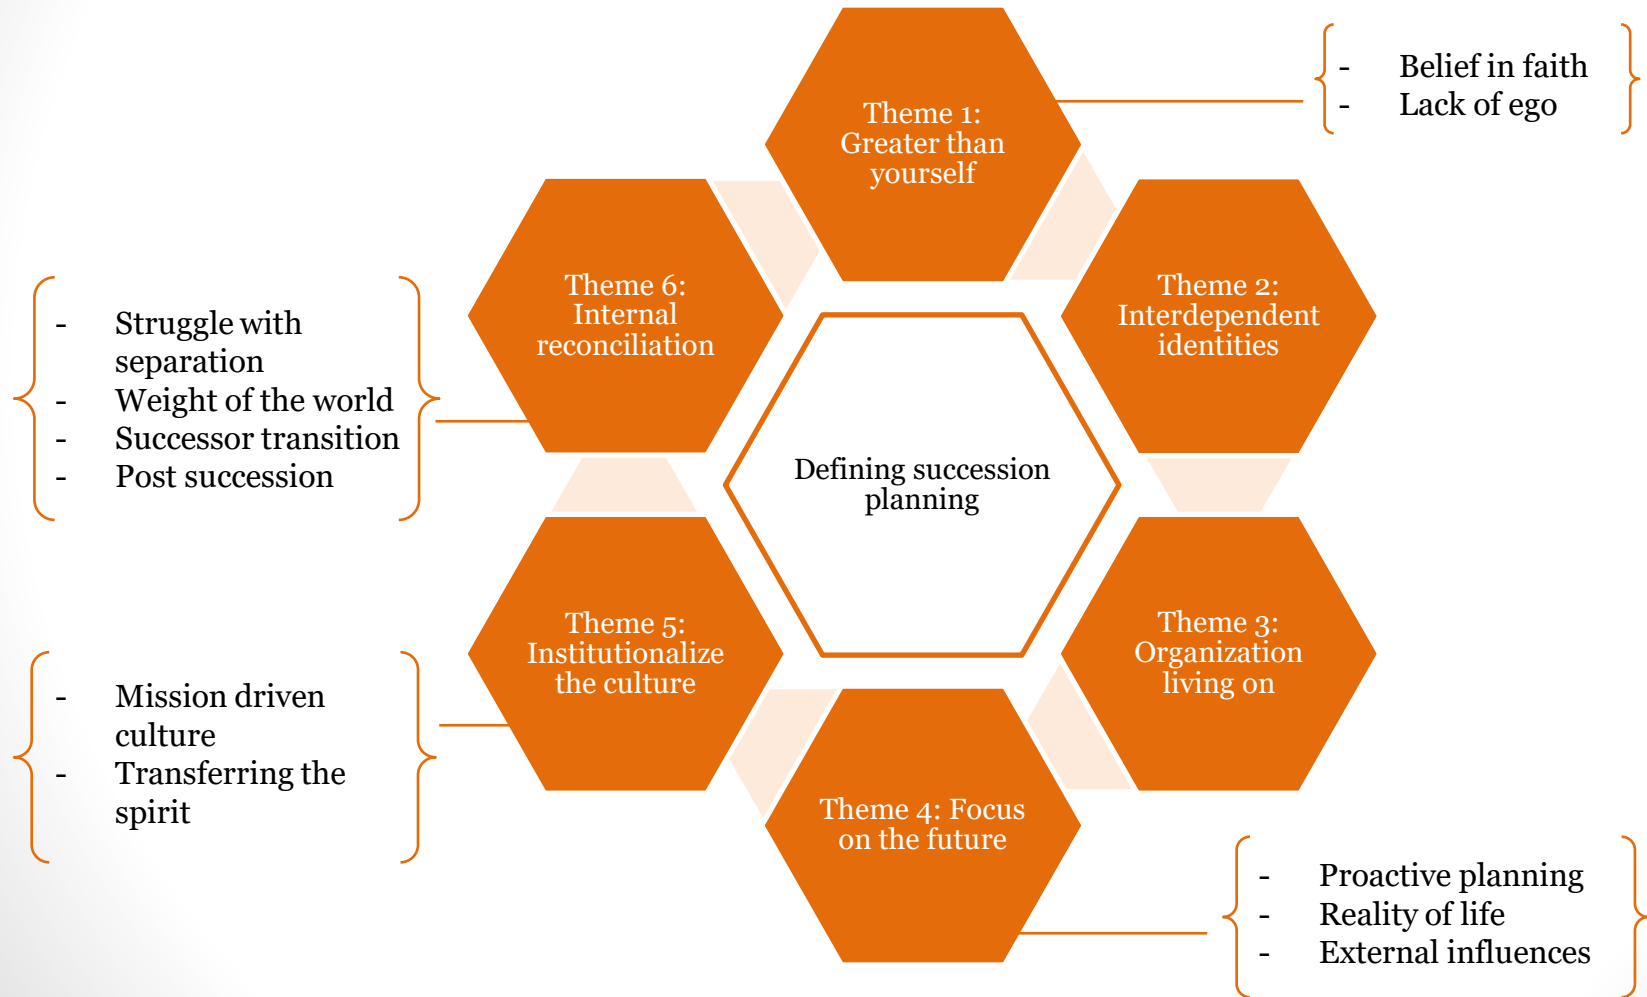 Theme 1:
Greater than
yourself
- Belief in faith
- Lack of ego
Theme 2:
Interdependent
identities
Theme 3:
Organization
living on
Theme 4: Focus
on the future
- Proactive planning
- Reality of life
- External influences
Theme 5:
Institutionalize
the culture
- Mission driven
culture
- Transferring the
spirit
Theme 6:
Internal
reconciliation
- Struggle with
separation
- Weight of the world
- Successor transition
- Post succession
Defining succession
planning